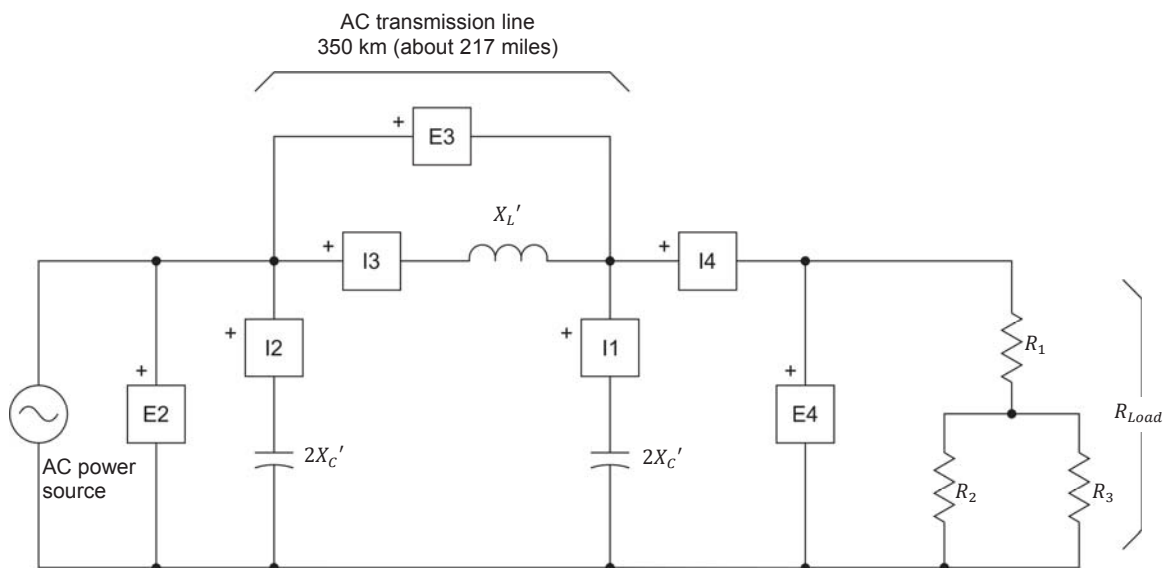 AC transmission line
350 km (about 217 miles)
+
E3
X_L′
+
I3
+
I4
+
I2
+
I1
R_1
+
E2
+
E4
R_Load
AC power
source
2X_C′
2X_C′
R_2
R_3